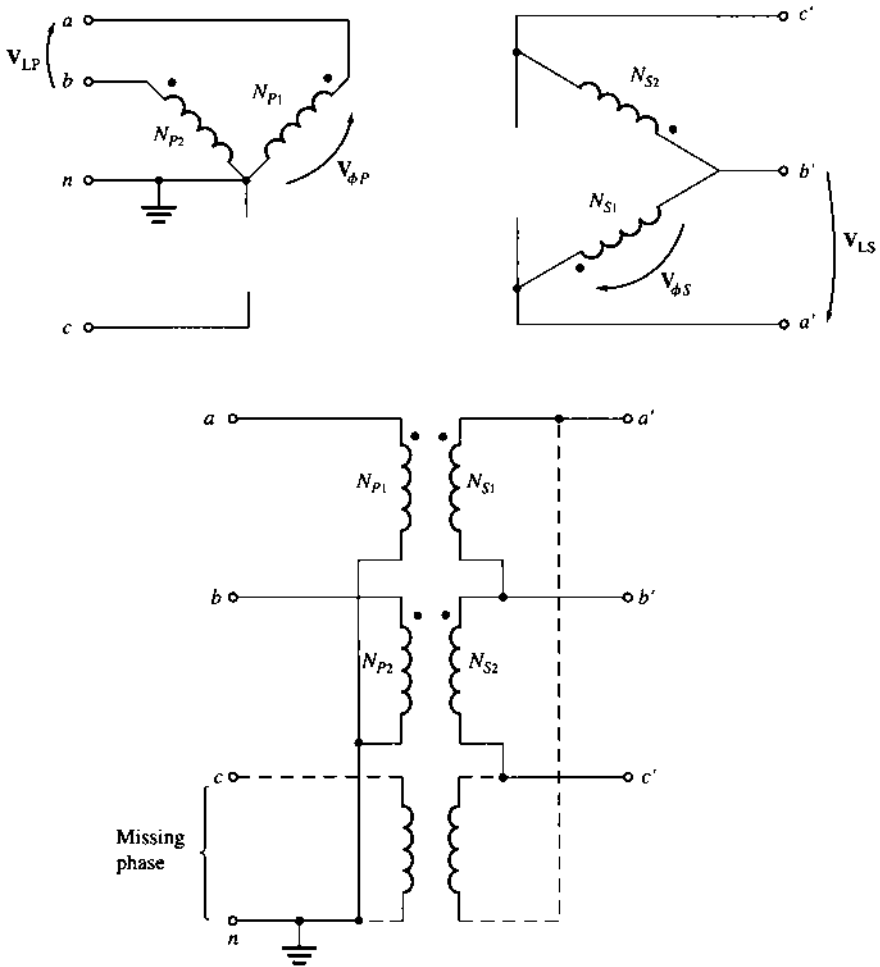 a
V_LP
b
N_P2
N_P1
n
V_ϕP
c
c'
N_S2
b'
N_S1
V_LS
V_ϕS
a'
a
a'
N_P1
N_S1
b
b'
N_P2
N_S2
c
c'
Missing
phase
n